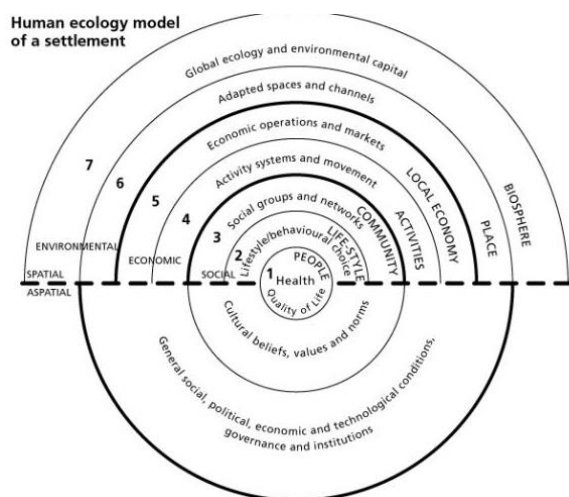 Human ecology model
of a settlement
Global ecology and environmental capital
Adapted spaces and channels
Economic operations and markets
Activity systems and movement
Social groups and networks
Lifestyle/behavioural choice
7
6
5
4
3
2
1
PEOPLE
LIFE-STYLE
COMMUNITY
ACTIVITIES
LOCAL ECONOMY
PLACE
BIOSPHERE
ENVIRONMENTAL
ECONOMIC
SOCIAL
SPATIAL
ASPATIAL
Health
Quality of Life
Cultural beliefs, values and norms
General social, political, economic and technological conditions,
governance and institutions